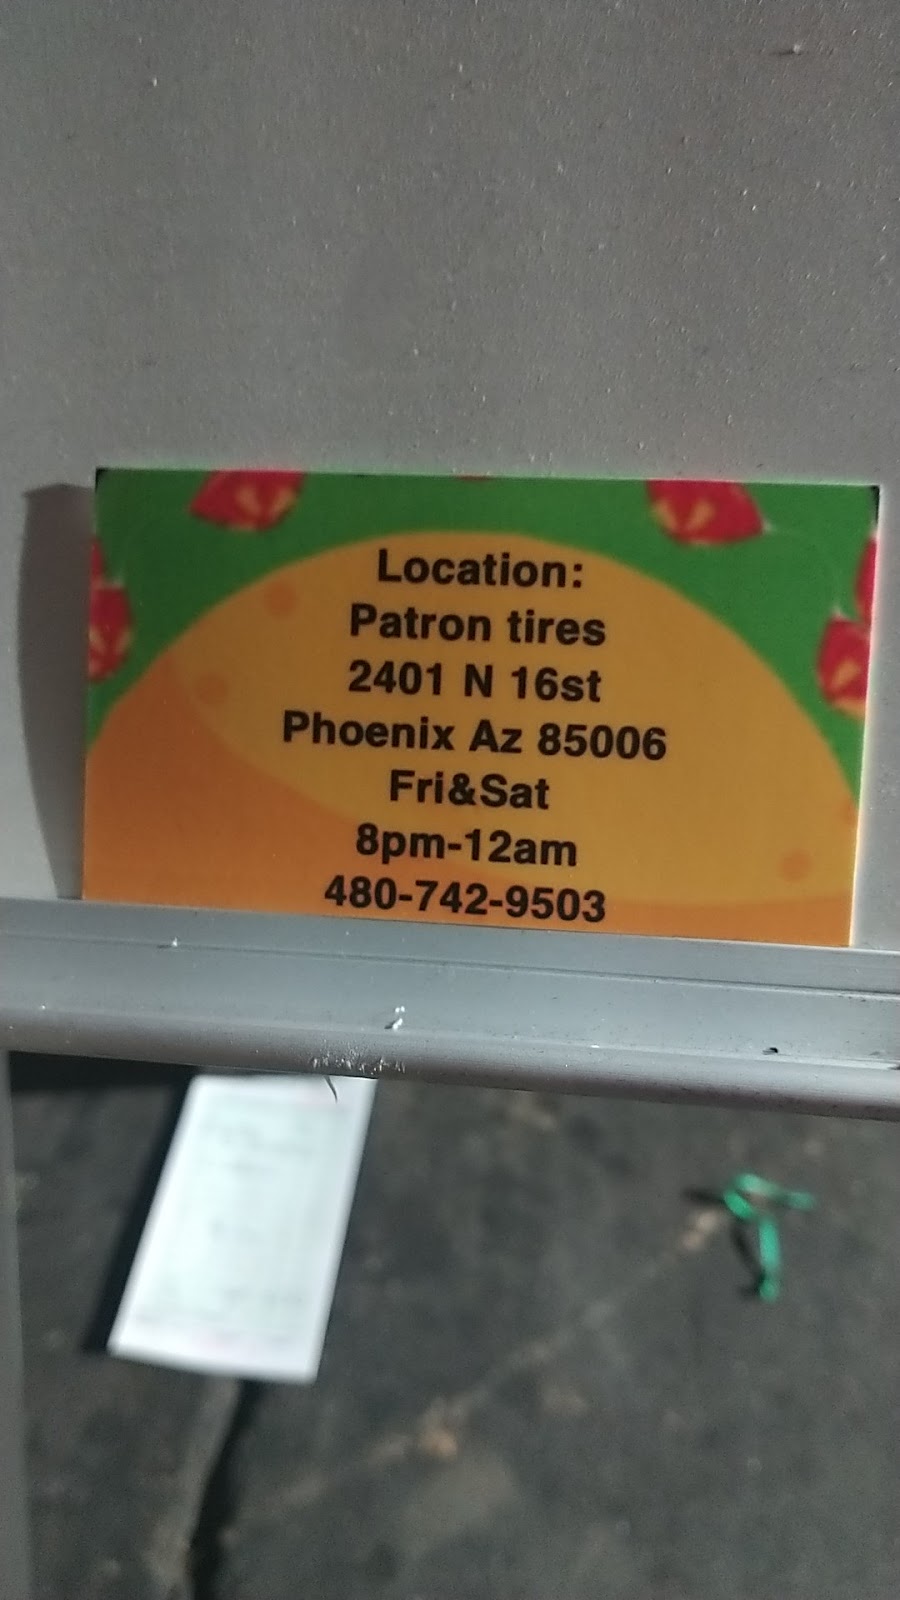 Location:
Patron tires
2401 N 16st
Phoenix Az 85006
Fri&Sat
8pm-12am
480-742-9503